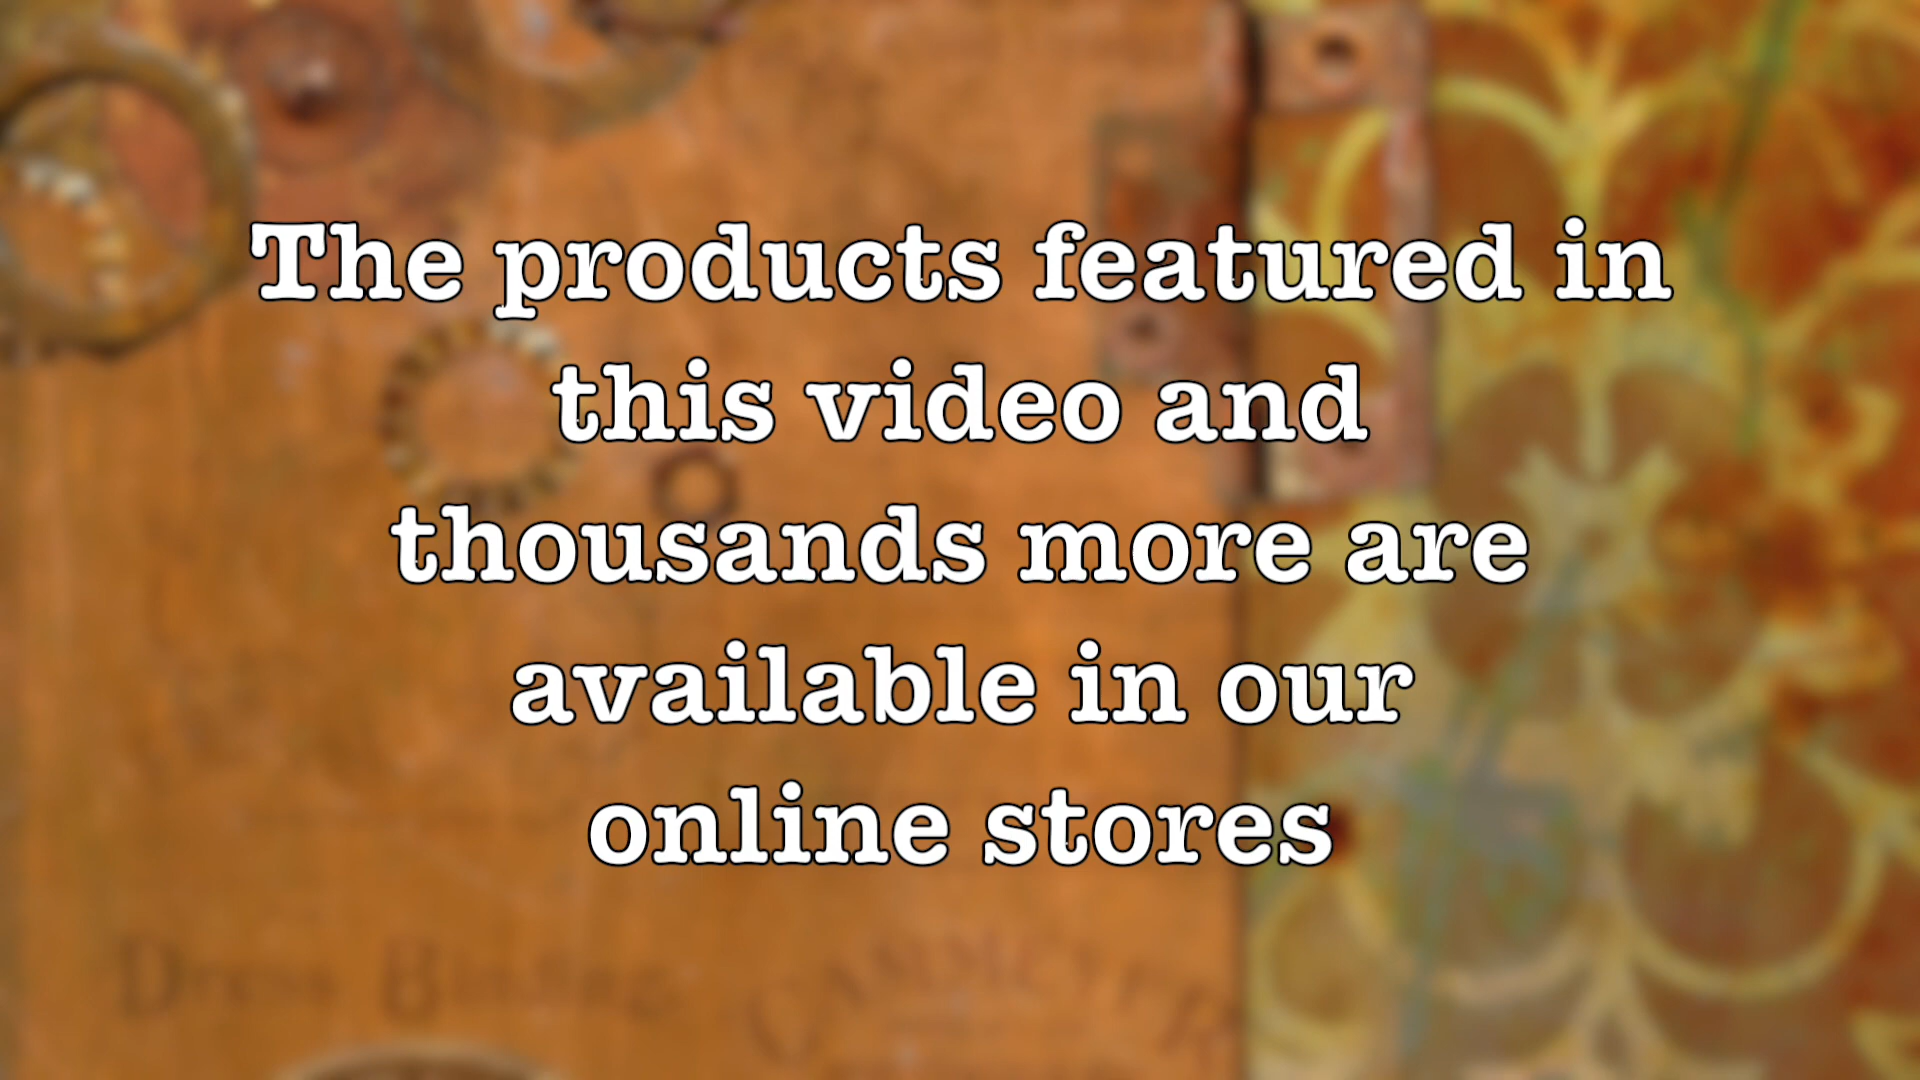 The products featured in
this video and
thousands more are
available in our
online stores